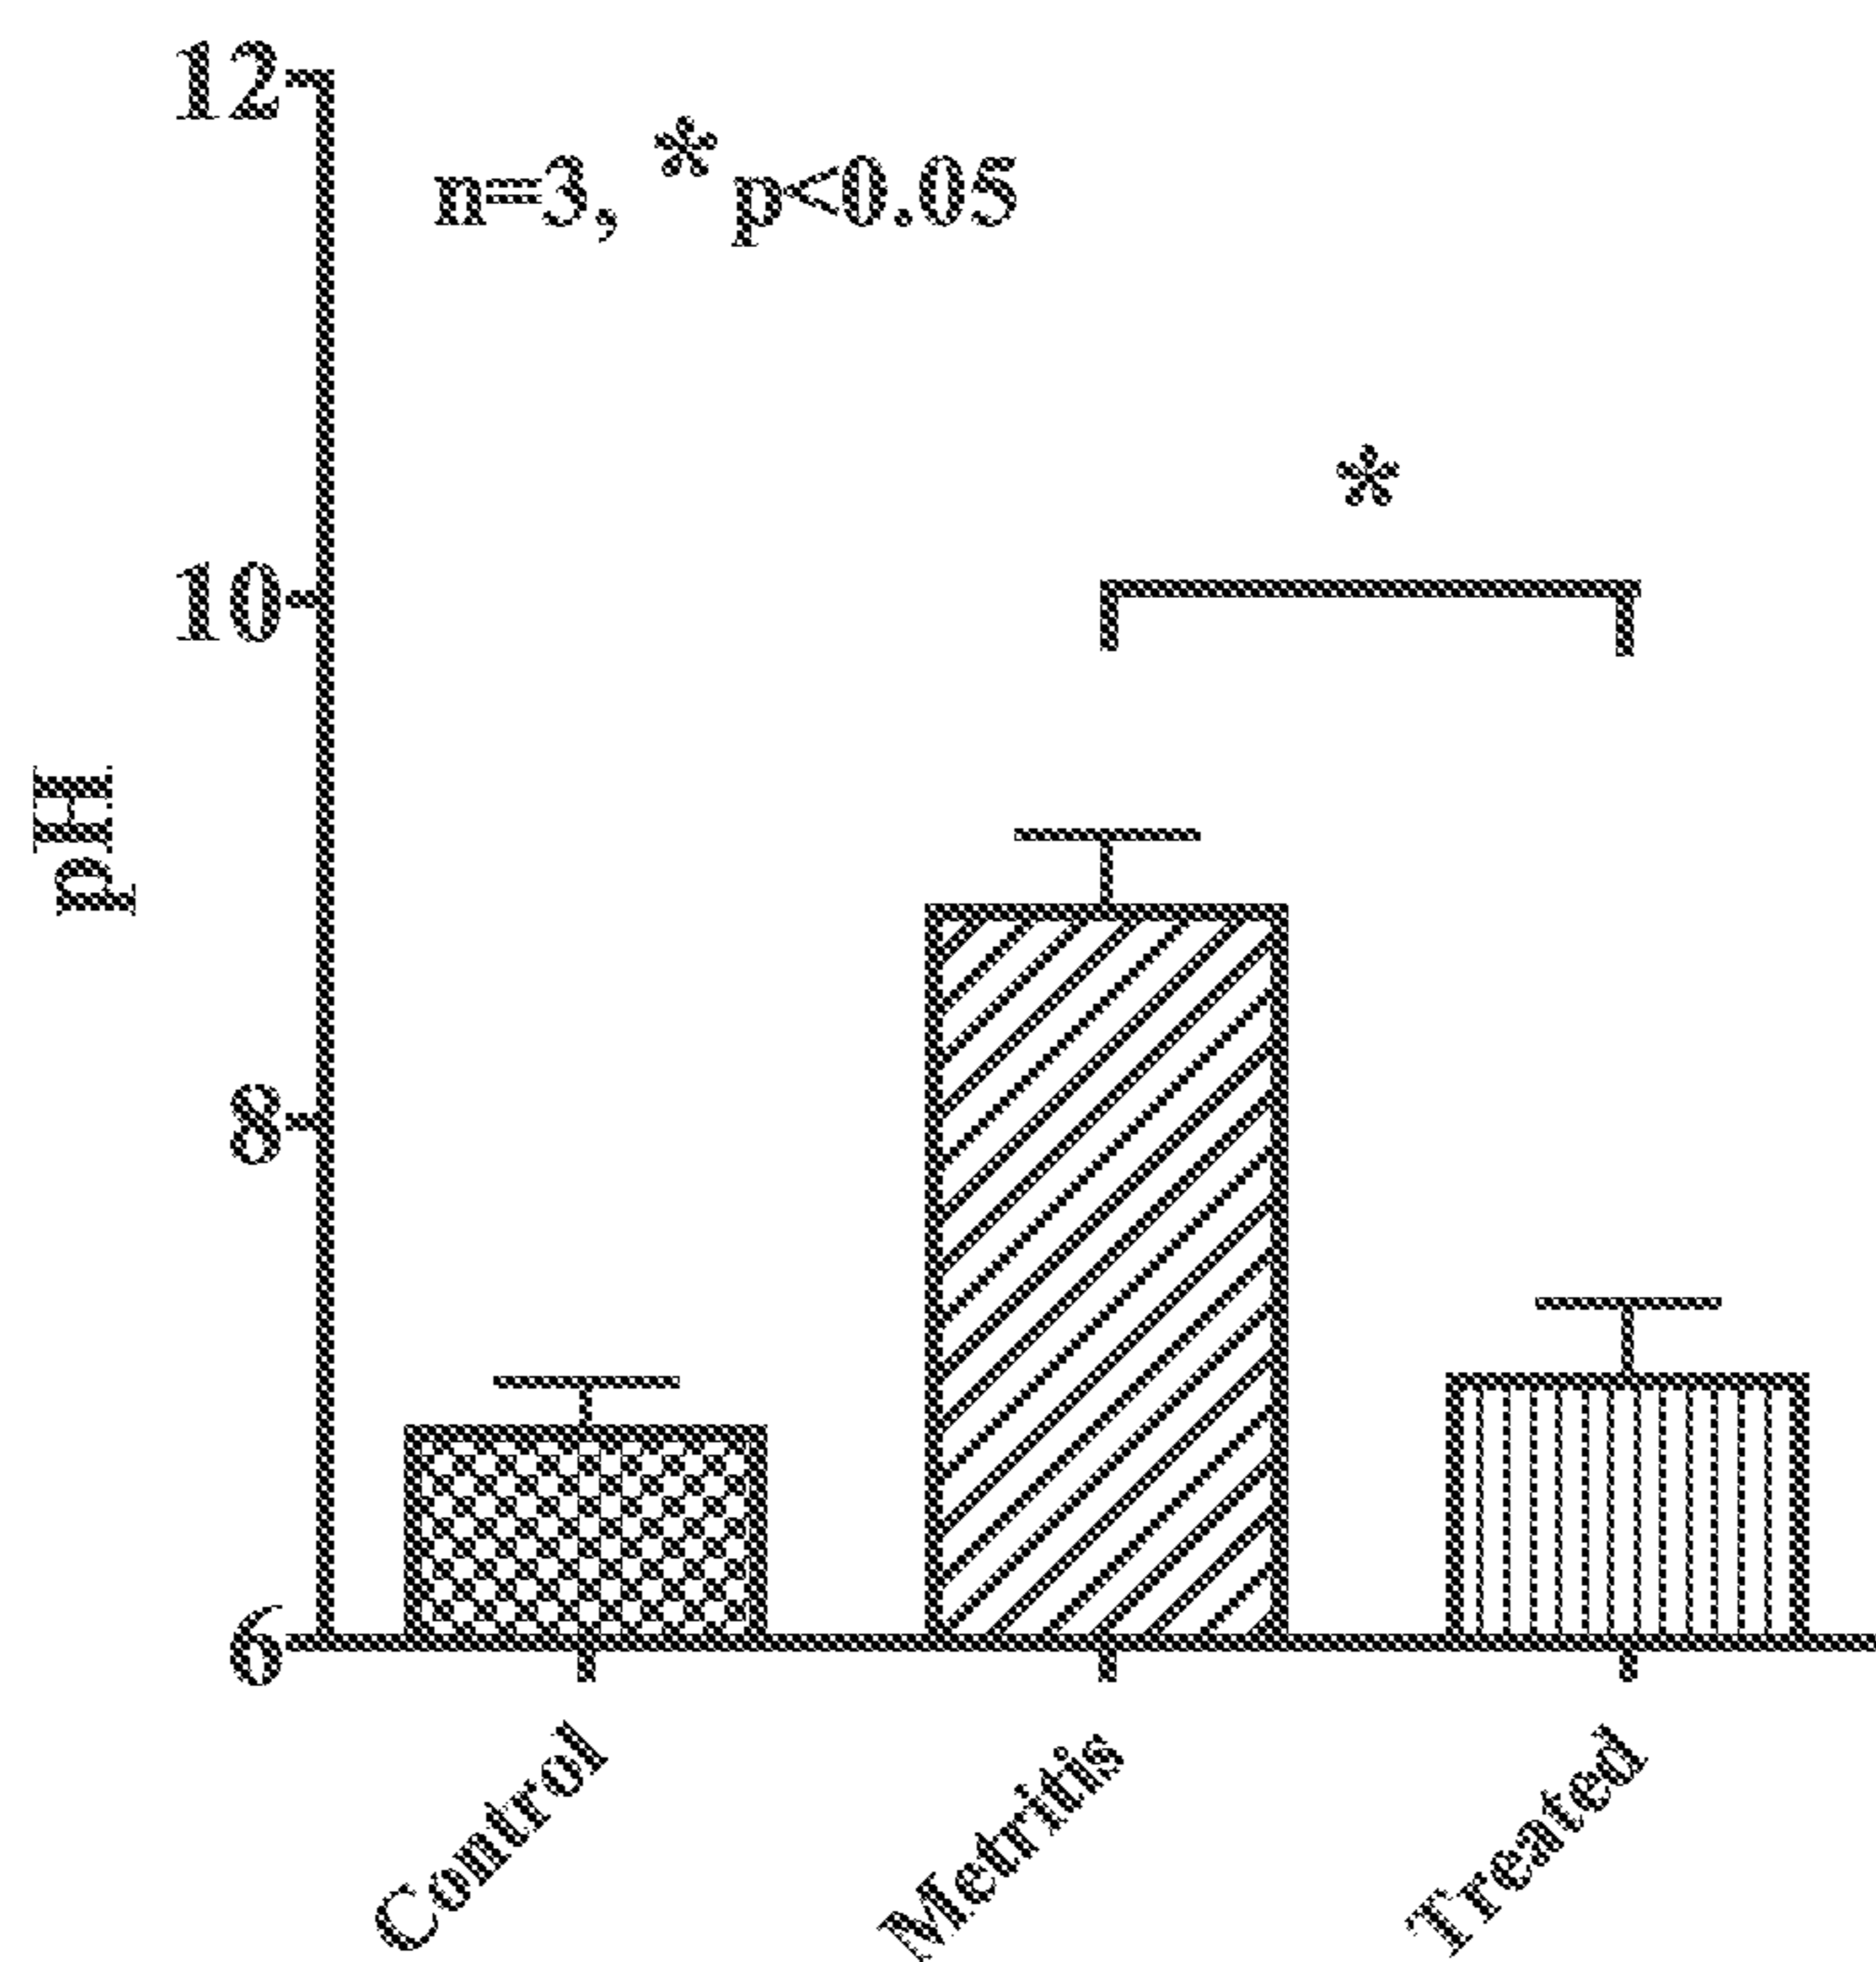 12
n=3, *p<0.05
*
10
pH
8
6
Control
Metritis
Treated